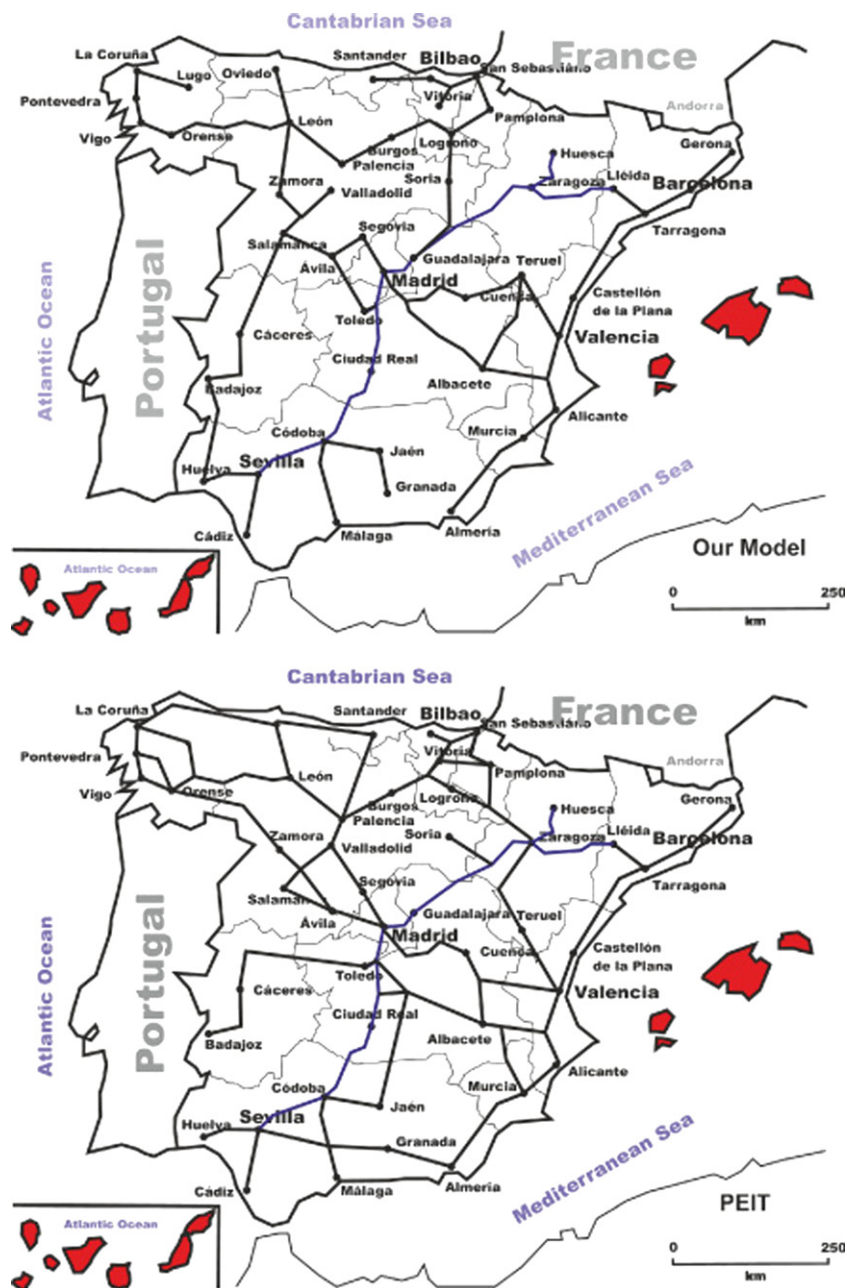 Cantabrian Sea
La Coruña
Santander
Bilbao
France
San Sebastiáno
Lugo
Oviedo
Vitoria
Pontevedra
Andorra
Pamplona
Vigo
Orense
León
Burgos
Logroño
Gerona
Palencia
Huesca
Soria
Zaragoza
Lléida
Barcelona
Zamora
Valladolid
Tarragona
Segovia
Salamanca
Ávila
Guadalajara
Teruel
Madrid
Cuenca
Castellón
de la Plana
Toledo
Atlantic Ocean
Portugal
Cáceres
Valencia
Ciudad Real
Badajoz
Albacete
Alicante
Murcia
Córdoba
Sevilla
Jaén
Huelva
Granada
Cádiz
Málaga
Almería
Mediterranean Sea
Our Model
Atlantic Ocean
0
250
km
Cantabrian Sea
La Coruña
Santander
Bilbao
France
San Sebastiáno
Vitoria
Pontevedra
Andorra
Pamplona
León
Vigo
Orense
Burgos
Logroño
Gerona
Palencia
Huesca
Soria
Zaragoza
Lléida
Barcelona
Zamora
Valladolid
Tarragona
Segovia
Salaman
Ávila
Guadalajara
Teruel
Madrid
Cuenca
Castellón
de la Plana
Toledo
Atlantic Ocean
Portugal
Cáceres
Valencia
Ciudad Real
Badajoz
Albacete
Alicante
Murcia
Córdoba
Sevilla
Jaén
Huelva
Granada
Cádiz
Málaga
Almería
Mediterranean Sea
PEIT
Atlantic Ocean
0
250
km